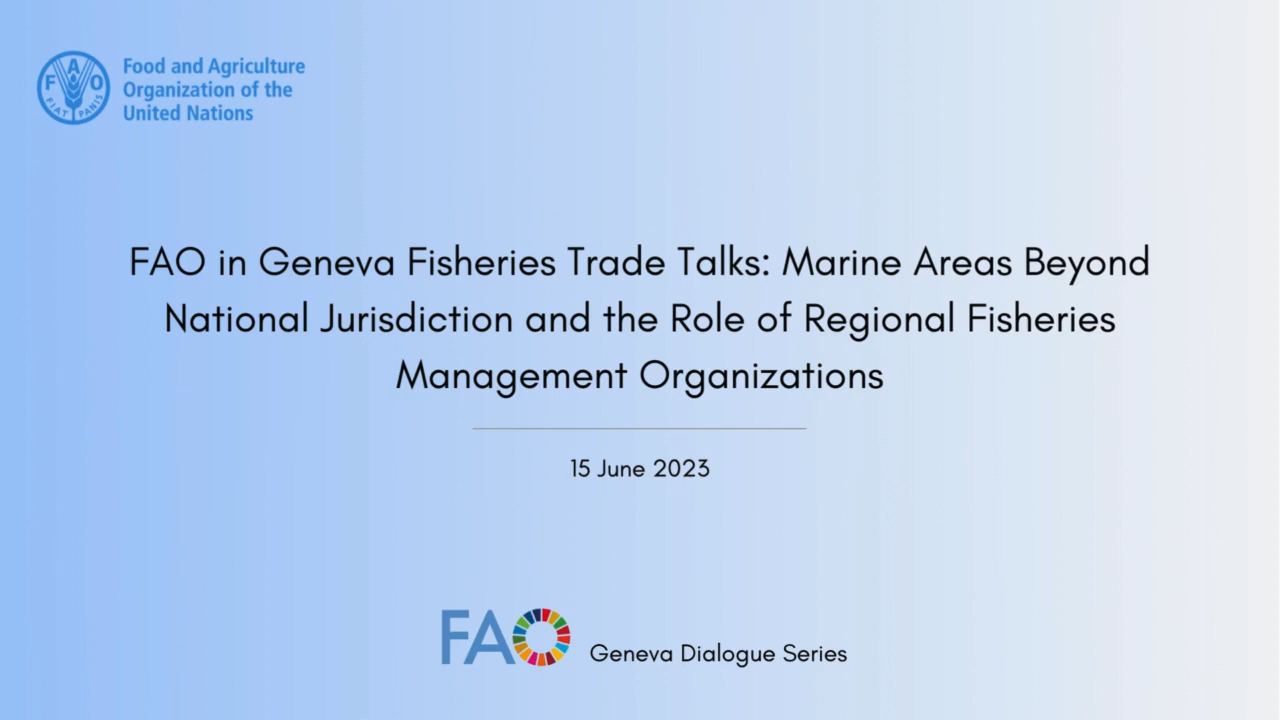 F A O
FIAT PANIS
Food and Agriculture
Organization of the
United Nations
FAO in Geneva Fisheries Trade Talks: Marine Areas Beyond
National Jurisdiction and the Role of Regional Fisheries
Management Organizations
15 June 2023
FAO
Geneva Dialogue Series